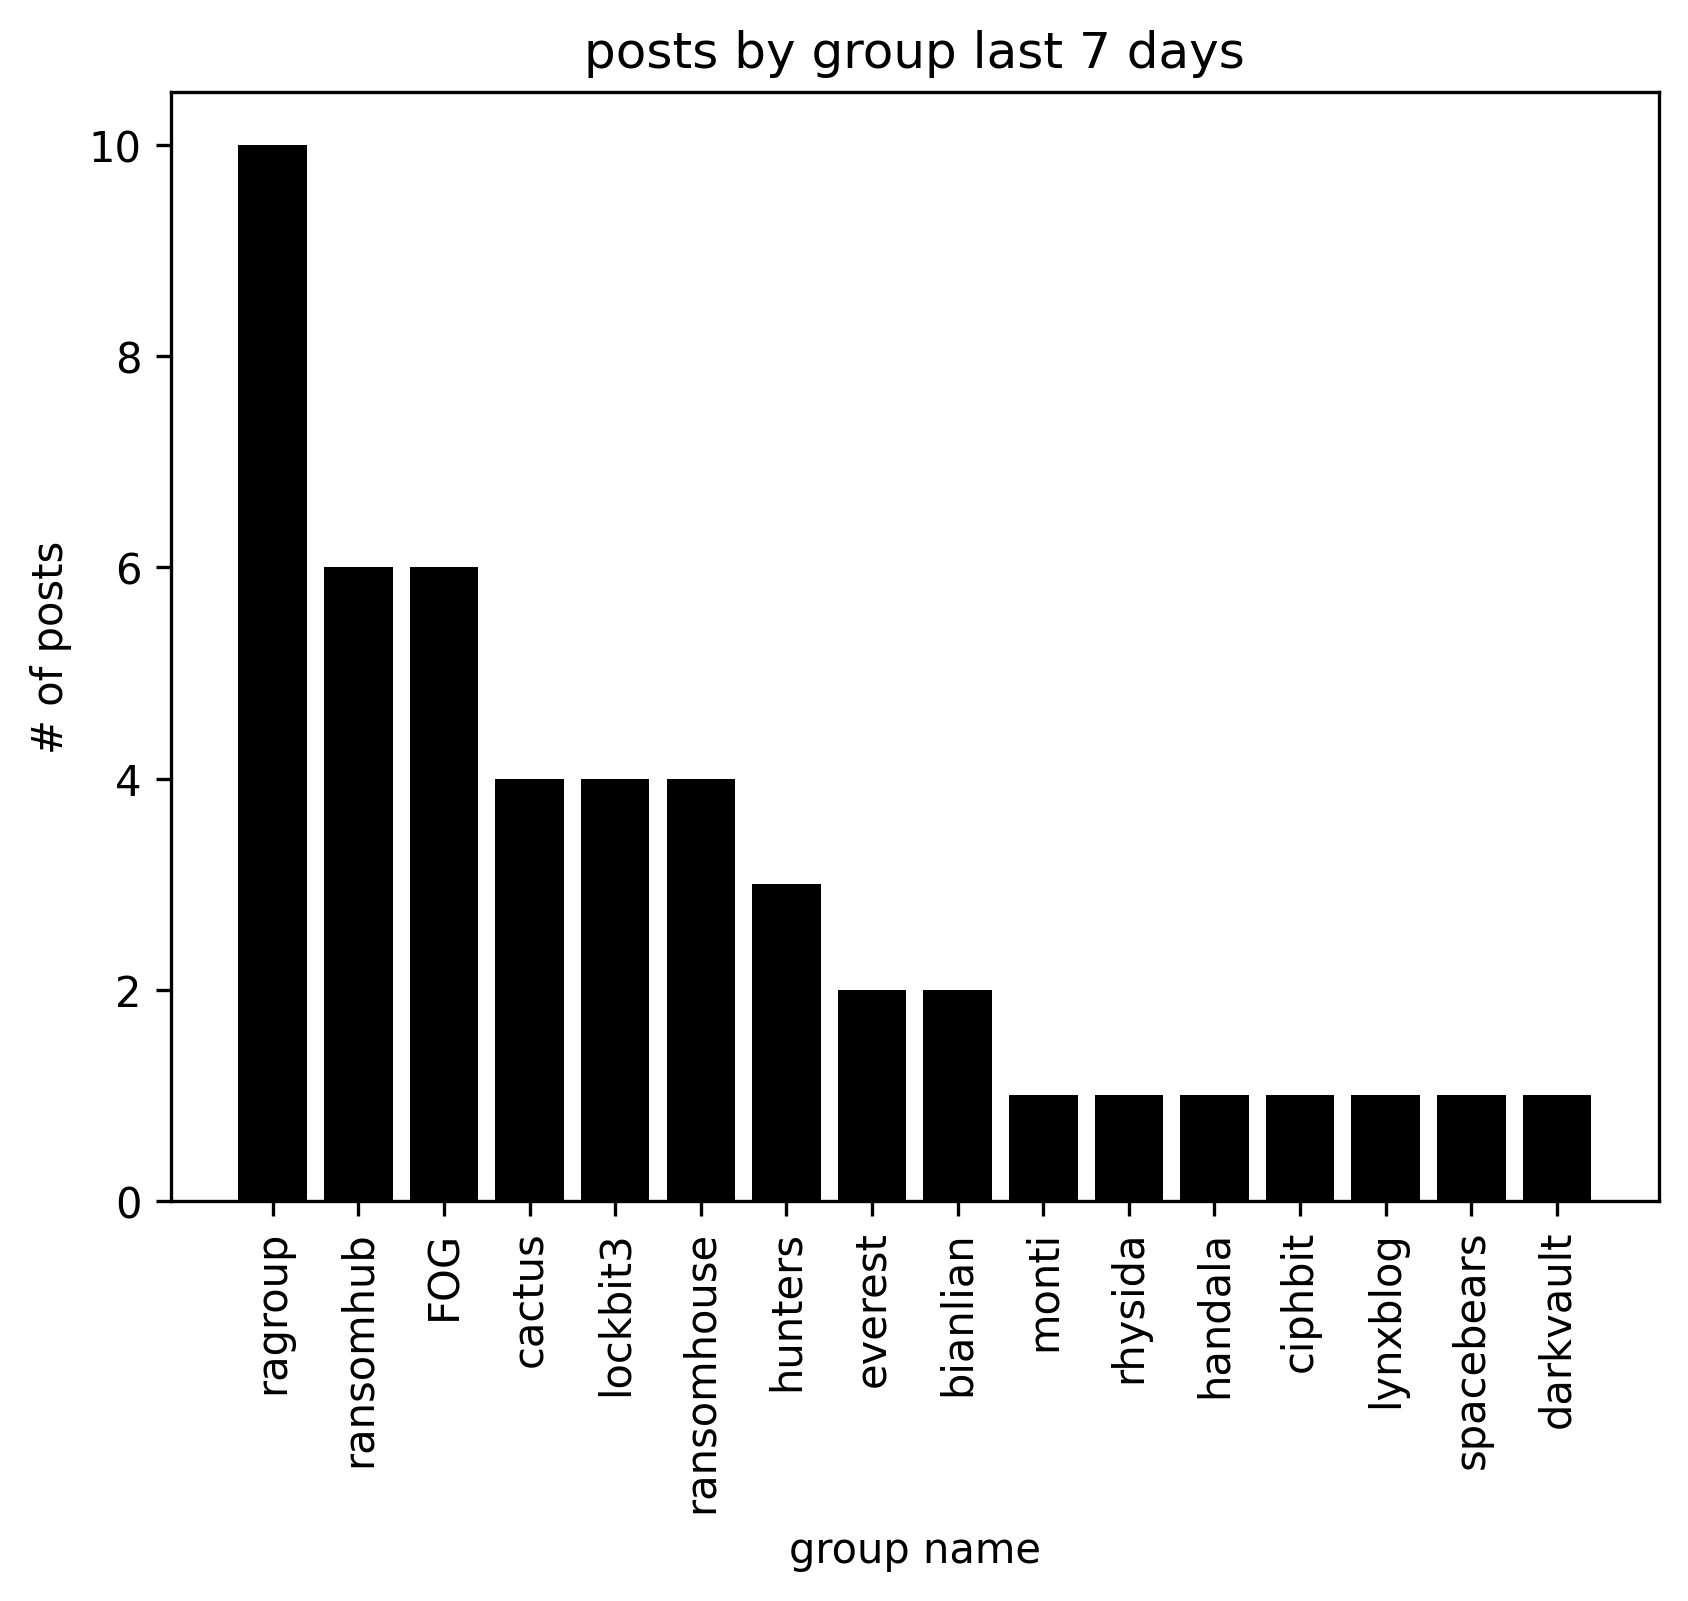 posts by group last 7 days
10
8
6
4
2
0
# of posts
ragroup
ransomhub
FOG
cactus
lockbit3
ransomhouse
hunters
everest
bianlian
monti
rhysida
handala
ciphbit
lynxblog
spacebears
darkvault
group name